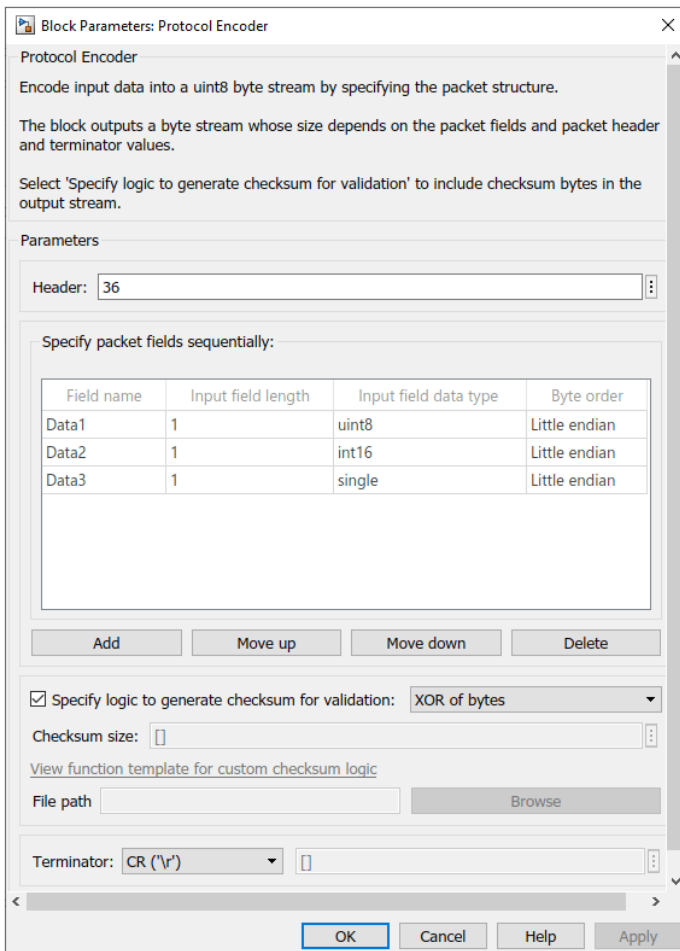 Block Parameters: Protocol Encoder
Protocol Encoder
Encode input data into a uint8 byte stream by specifying the packet structure.
The block outputs a byte stream whose size depends on the packet fields and packet header
and terminator values.
Select 'Specify logic to generate checksum for validation' to include checksum bytes in the
output stream.
Parameters
Header: 36
Specify packet fields sequentially:
Field name Input field length Input field data type Byte order
Data1 1 uint8 Little endian
Data2 1 int16 Little endian
Data3 1 single Little endian
Add Move up Move down Delete
Specify logic to generate checksum for validation: XOR of bytes
Checksum size: []
View function template for custom checksum logic
File path Browse
Terminator: CR ('\r') []
OK Cancel Help Apply